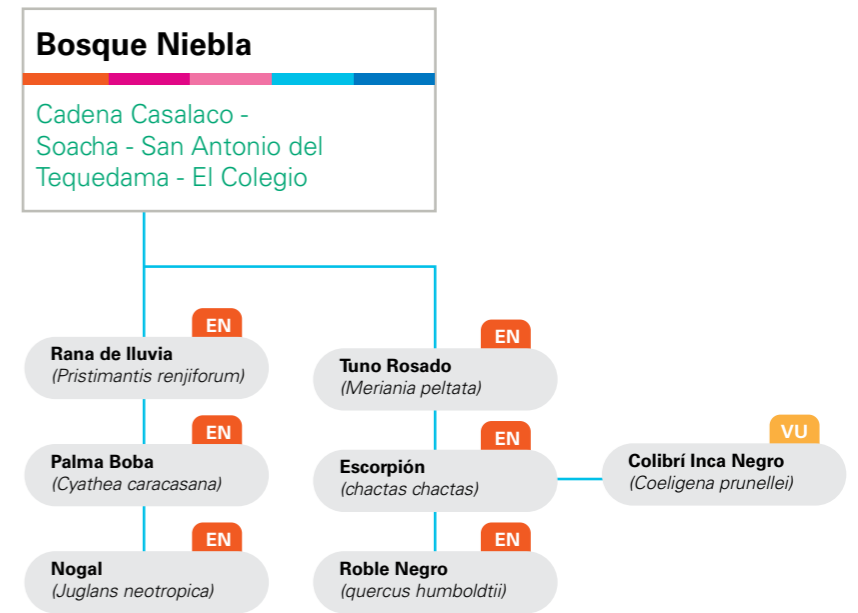 Bosque Niebla
Cadena Casalaco -
Soacha - San Antonio del
Tequedama - El Colegio
EN
Rana de lluvia
(Pristimantis renjiforum)
EN
Palma Boba
(Cyathea caracasana)
EN
Nogal
(Juglans neotropica)
EN
Tuno Rosado
(Meriania peltata)
EN
Escorpión
(chactas chactas)
EN
Roble Negro
(quercus humboldtii)
VU
Colibrí Inca Negro
(Coeligena prunellei)